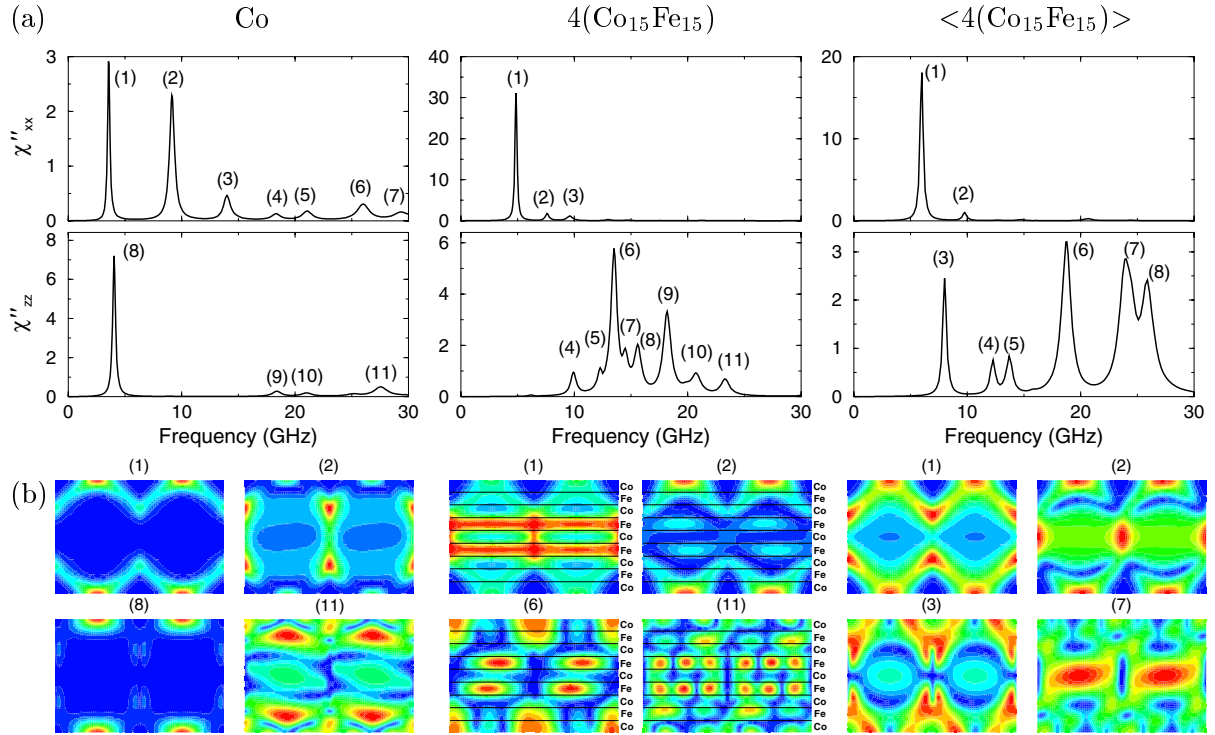 (a) Co 4(Co15Fe15) <4(Co15Fe15)>
3 40 20
(1) (1) (1)
(2)
30
2
χ''xx 20 10
1
(3) 10
(6) (2) (3) (2)
(4) (5) (7)
0 0 0
8 (8) 6 (6) 3 (3) (6) (7)
(8)
6
(9)
χ''zz 4 4 2
(5) (7) (8)
(4) (4) (5)
2 2 (10) 1
(9) (10) (11) (11)
0 0 0
0 10 20 30 0 10 20 30 0 10 20 30
Frequency (GHz) Frequency (GHz) Frequency (GHz)
(b) (1) (2) (1) (2) (1) (2)
Co Co
Fe Fe
Co Co
Fe Fe
Co Co
Fe Fe
Co Co
Fe Fe
Co Co
(8) (11) (6) (11) (3) (7)
Co Co
Fe Fe
Co Co
Fe Fe
Co Co
Fe Fe
Co Co
Fe Fe
Co Co